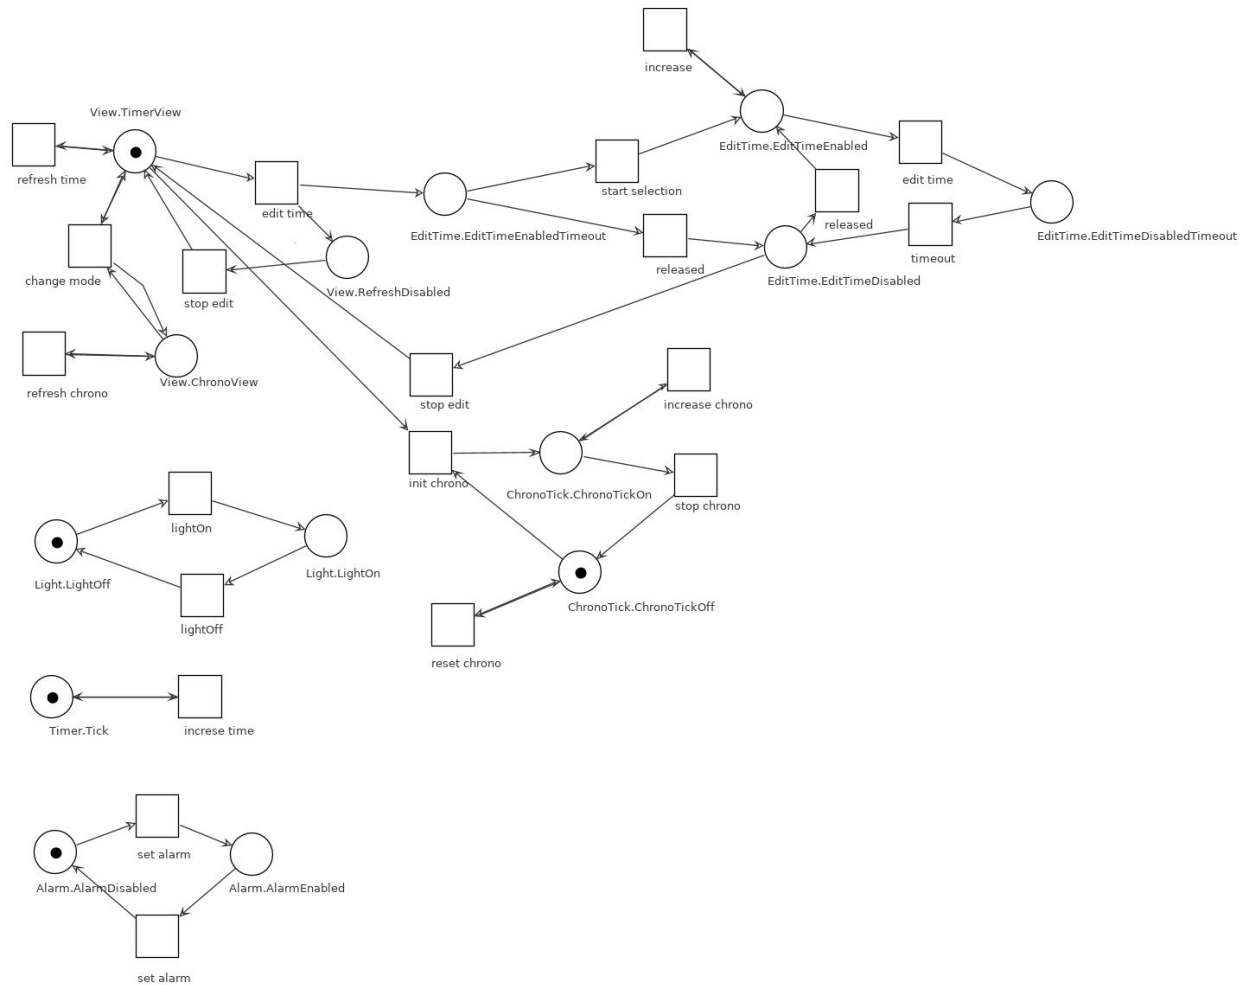 increase
View.TimerView
EditTime.EditTimeEnabled
refresh time
edit time
start selection
edit time
released
EditTime.EditTimeEnabledTimeout
EditTime.EditTimeDisabledTimeout
timeout
released
change mode
EditTime.EditTimeDisabled
View.RefreshDisabled
stop edit
View.ChronoView
refresh chrono
stop edit
increase chrono
init chrono
ChronoTick.ChronoTickOn
stop chrono
lightOn
Light.LightOn
Light.LightOff
ChronoTick.ChronoTickOff
lightOff
reset chrono
Timer.Tick
increse time
set alarm
Alarm.AlarmDisabled
Alarm.AlarmEnabled
set alarm